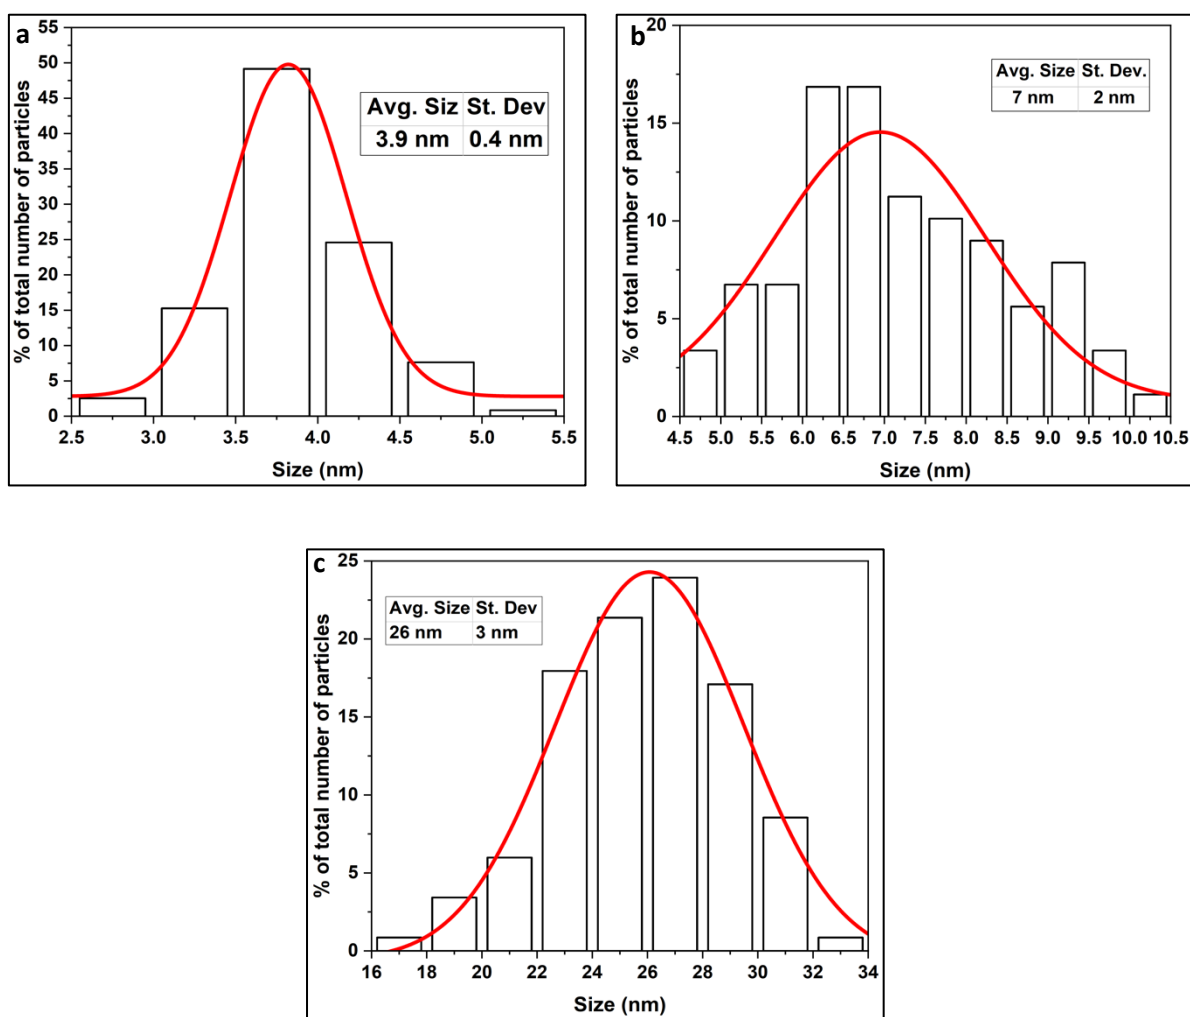 a
55
50
45
40
35
30
25
20
15
10
5
0
% of total number of particles
Avg. Siz St. Dev
3.9 nm 0.4 nm
2.5 3.0 3.5 4.0 4.5 5.0 5.5
Size (nm)
b
20
15
10
5
0
% of total number of particles
Avg. Size St. Dev.
7 nm 2 nm
4.5 5.0 5.5 6.0 6.5 7.0 7.5 8.0 8.5 9.0 9.5 10.0 10.5
Size (nm)
c
25
20
15
10
5
0
% of total number of particles
Avg. Size St. Dev
26 nm 3 nm
16 18 20 22 24 26 28 30 32 34
Size (nm)